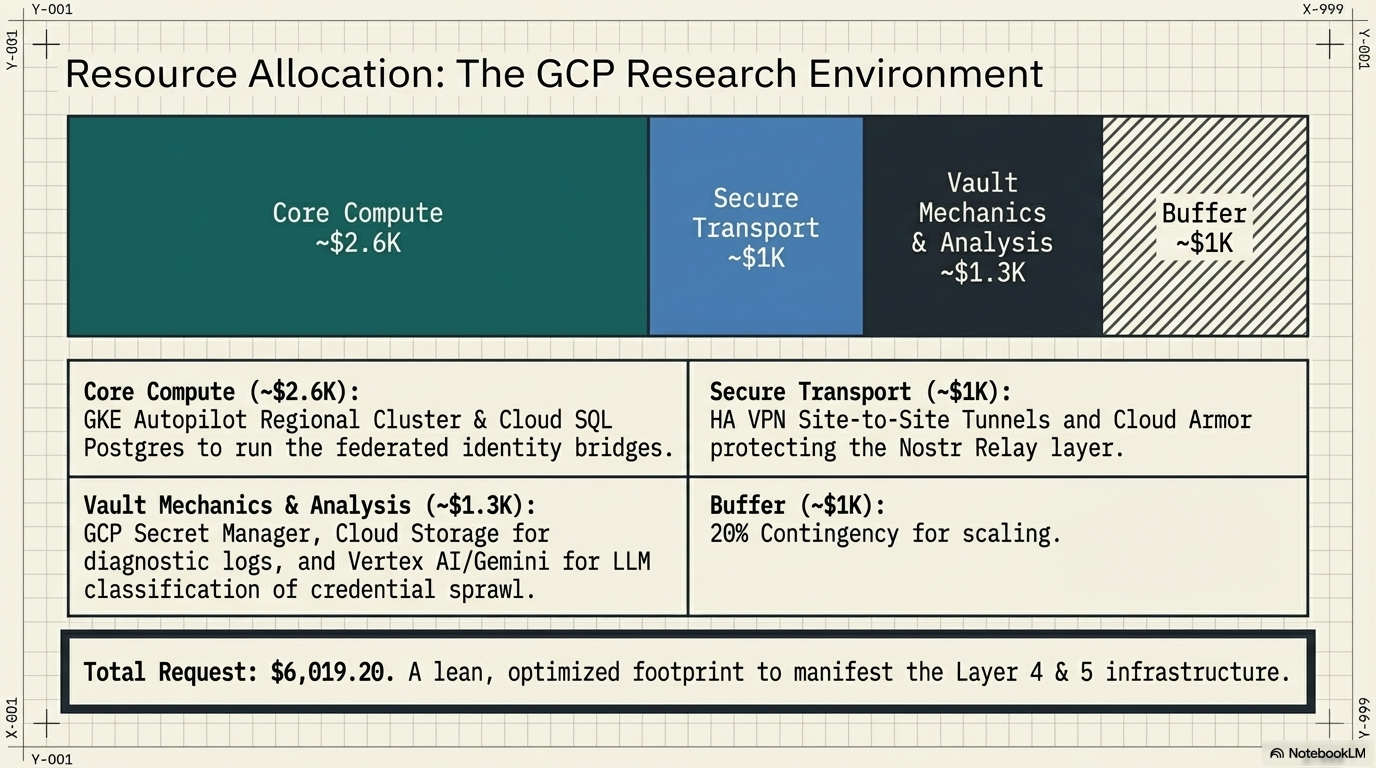 Y-001
X-999
Y-001
Y-001
Resource Allocation: The GCP Research Environment
Core Compute
~$2.6K
Secure
Transport
~$1K
Vault
Mechanics
& Analysis
~$1.3K
Buffer
~$1K
Core Compute (~$2.6K):
GKE Autopilot Regional Cluster & Cloud SQL
Postgres to run the federated identity bridges.
Secure Transport (~$1K):
HA VPN Site-to-Site Tunnels and Cloud Armor
protecting the Nostr Relay layer.
Vault Mechanics & Analysis (~$1.3K):
GCP Secret Manager, Cloud Storage for
diagnostic logs, and Vertex AI/Gemini for LLM
classification of credential sprawl.
Buffer (~$1K):
20% Contingency for scaling.
Total Request: $6,019.20. A lean, optimized footprint to manifest the Layer 4 & 5 infrastructure.
X-001
Y-001
NotebookLM